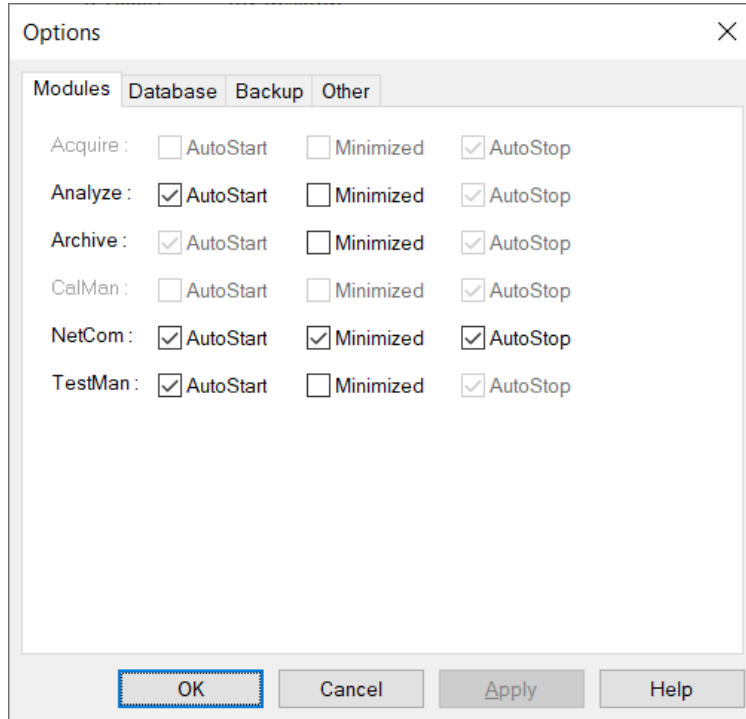 Options
Modules Database Backup Other
Acquire : AutoStart Minimized AutoStop
Analyze : AutoStart Minimized AutoStop
Archive : AutoStart Minimized AutoStop
CalMan : AutoStart Minimized AutoStop
NetCom : AutoStart Minimized AutoStop
TestMan : AutoStart Minimized AutoStop
OK Cancel Apply Help